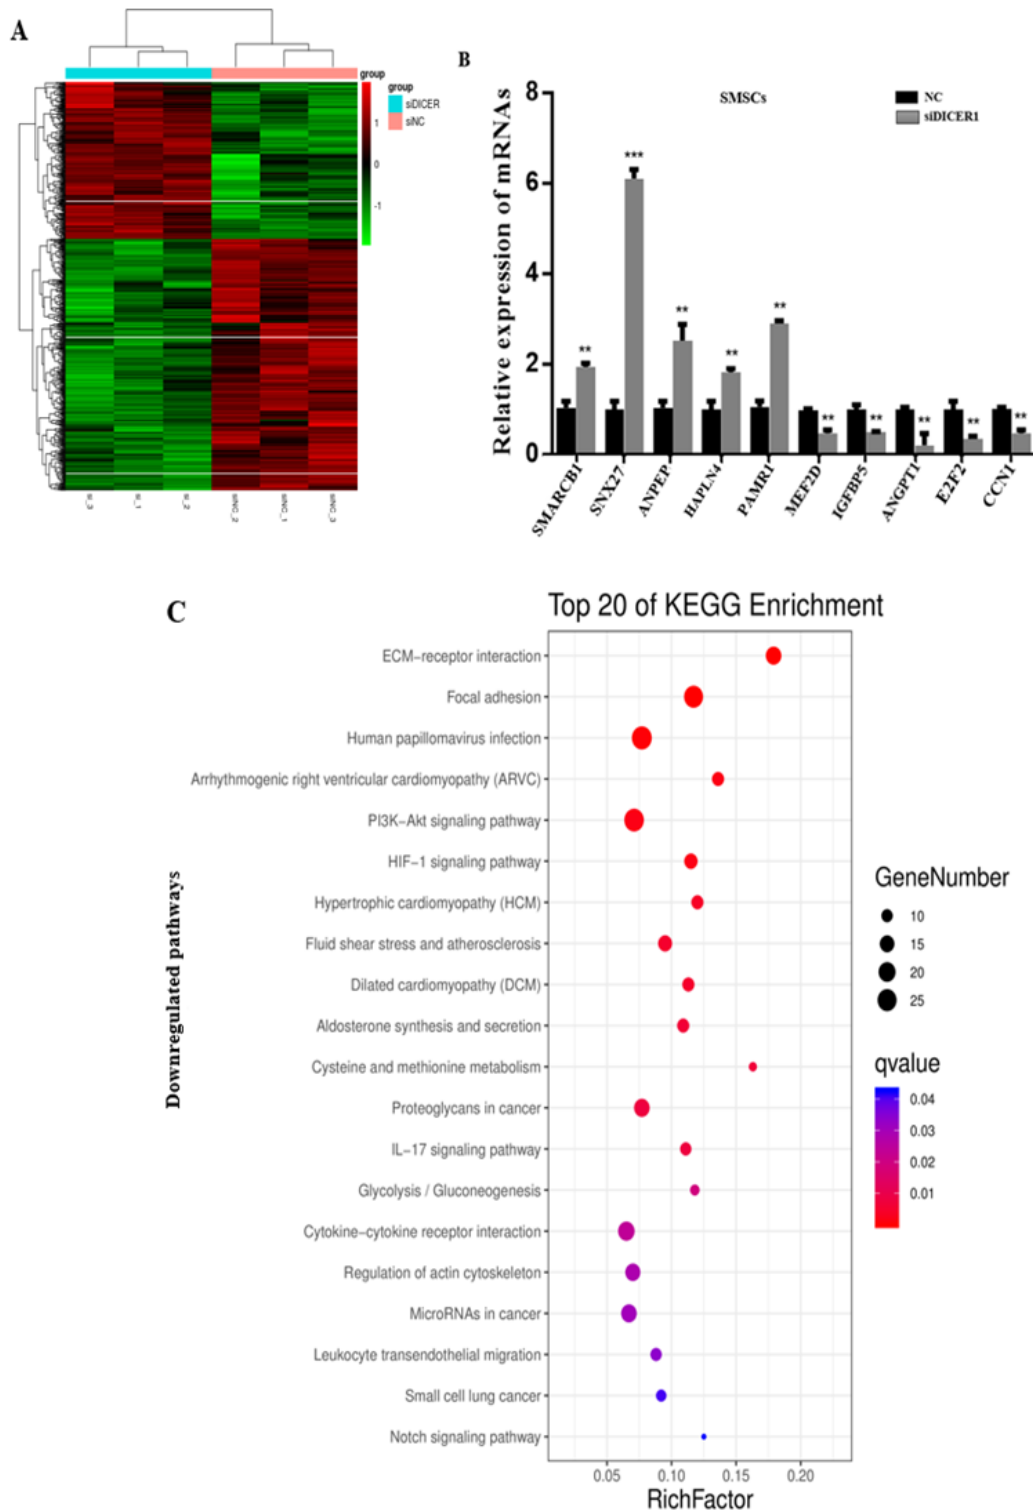 A
group
group
siDICER
siNC
1
0
-1
si_3
si_1
si_2
siNC_2
siNC_1
siNC_3
B
SMSCs
NC
siDICER1
Relative expression of mRNAs
8
6
4
2
0
**
***
**
**
**
**
**
**
**
**
SMARCB1
SNX27
ANPEP
HAPLN4
PAMR1
MEF2D
IGFBP5
ANGPT1
E2F2
CCN1
C
Top 20 of KEGG Enrichment
Downregulated pathways
ECM−receptor interaction
Focal adhesion
Human papillomavirus infection
Arrhythmogenic right ventricular cardiomyopathy (ARVC)
PI3K−Akt signaling pathway
HIF−1 signaling pathway
Hypertrophic cardiomyopathy (HCM)
Fluid shear stress and atherosclerosis
Dilated cardiomyopathy (DCM)
Aldosterone synthesis and secretion
Cysteine and methionine metabolism
Proteoglycans in cancer
IL−17 signaling pathway
Glycolysis / Gluconeogenesis
Cytokine−cytokine receptor interaction
Regulation of actin cytoskeleton
MicroRNAs in cancer
Leukocyte transendothelial migration
Small cell lung cancer
Notch signaling pathway
0.05
0.10
0.15
0.20
RichFactor
GeneNumber
10
15
20
25
qvalue
0.04
0.03
0.02
0.01